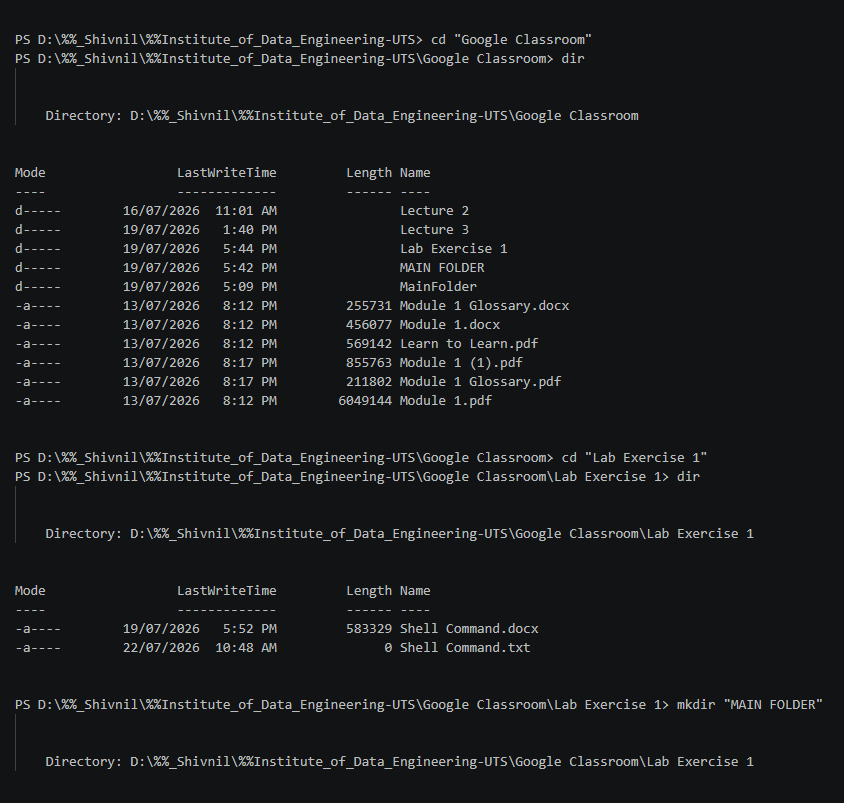 PS D:\%%_Shivnil\%%Institute_of_Data_Engineering-UTS> cd "Google Classroom"
PS D:\%%_Shivnil\%%Institute_of_Data_Engineering-UTS\Google Classroom> dir
Directory: D:\%%_Shivnil\%%Institute_of_Data_Engineering-UTS\Google Classroom
Mode                 LastWriteTime         Length Name
----                 -------------         ------ ----
d-----        16/07/2026  11:01 AM                Lecture 2
d-----        19/07/2026   1:40 PM                Lecture 3
d-----        19/07/2026   5:44 PM                Lab Exercise 1
d-----        19/07/2026   5:42 PM                MAIN FOLDER
d-----        19/07/2026   5:09 PM                MainFolder
-a----        13/07/2026   8:12 PM         255731 Module 1 Glossary.docx
-a----        13/07/2026   8:12 PM         456077 Module 1.docx
-a----        13/07/2026   8:12 PM         569142 Learn to Learn.pdf
-a----        13/07/2026   8:17 PM         855763 Module 1 (1).pdf
-a----        13/07/2026   8:17 PM         211802 Module 1 Glossary.pdf
-a----        13/07/2026   8:12 PM        6049144 Module 1.pdf
PS D:\%%_Shivnil\%%Institute_of_Data_Engineering-UTS\Google Classroom> cd "Lab Exercise 1"
PS D:\%%_Shivnil\%%Institute_of_Data_Engineering-UTS\Google Classroom\Lab Exercise 1> dir
Directory: D:\%%_Shivnil\%%Institute_of_Data_Engineering-UTS\Google Classroom\Lab Exercise 1
Mode                 LastWriteTime         Length Name
----                 -------------         ------ ----
-a----        19/07/2026   5:52 PM         583329 Shell Command.docx
-a----        22/07/2026  10:48 AM              0 Shell Command.txt
PS D:\%%_Shivnil\%%Institute_of_Data_Engineering-UTS\Google Classroom\Lab Exercise 1> mkdir "MAIN FOLDER"
Directory: D:\%%_Shivnil\%%Institute_of_Data_Engineering-UTS\Google Classroom\Lab Exercise 1